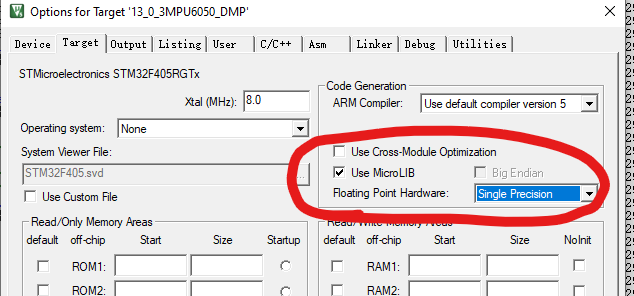 Options for Target '13_0_3MPU6050_DMP'
Device Target Output Listing User C/C++ Asm Linker Debug Utilities
STMicroelectronics STM32F405RGTx
Xtal (MHz): 8.0
Operating system: None
System Viewer File:
STM32F405.svd ...
Use Custom File
Code Generation
ARM Compiler: Use default compiler version 5
Use Cross-Module Optimization
Use MicroLIB Big Endian
Floating Point Hardware: Single Precision
Read/Only Memory Areas
default off-chip Start Size Startup
ROM1:
ROM2:
Read/Write Memory Areas
default off-chip Start Size NoInit
RAM1:
RAM2: